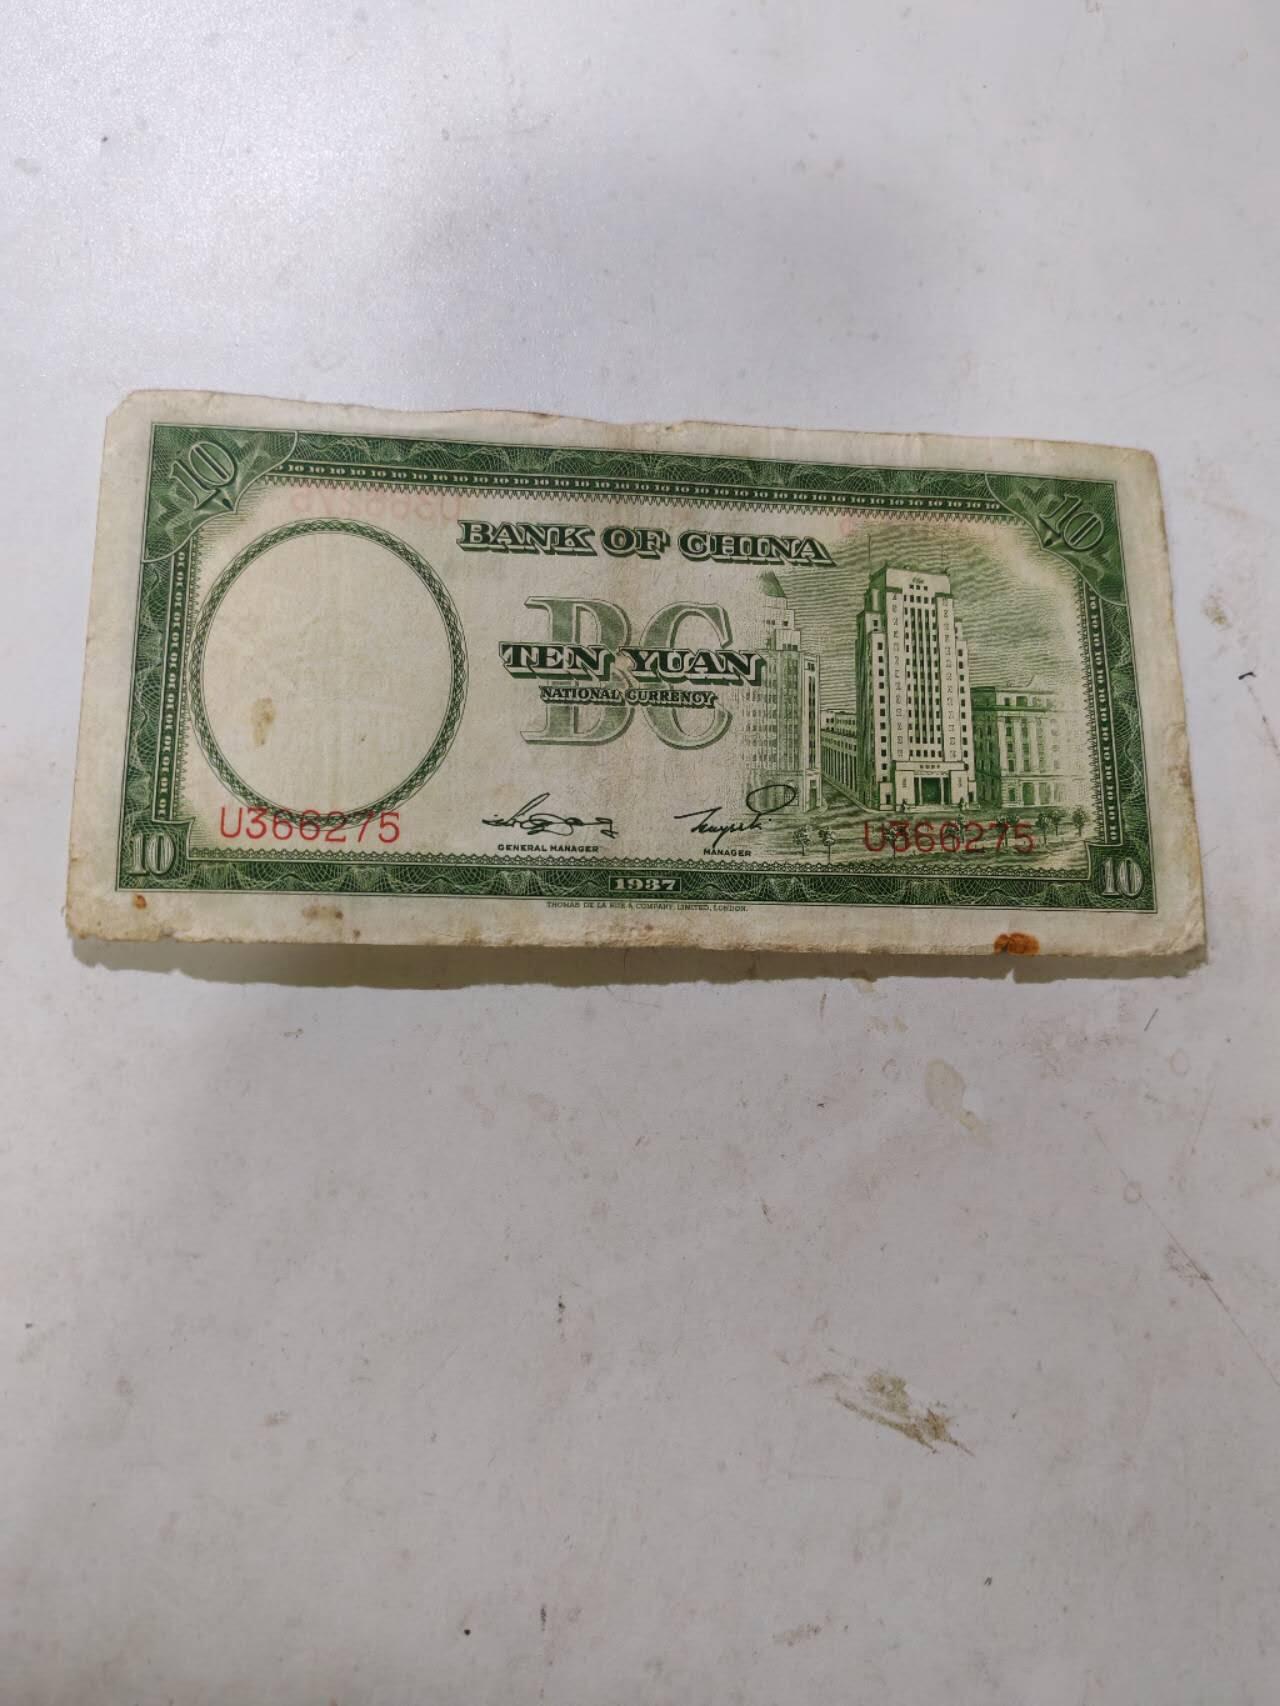 10
10
BANK OF CHINA
BC
TEN YUAN
NATIONAL CURRENCY
U366275
GENERAL MANAGER
MANAGER
U366275
10
1937
10
THOMAS DE LA RUE & COMPANY, LIMITED, LONDON.